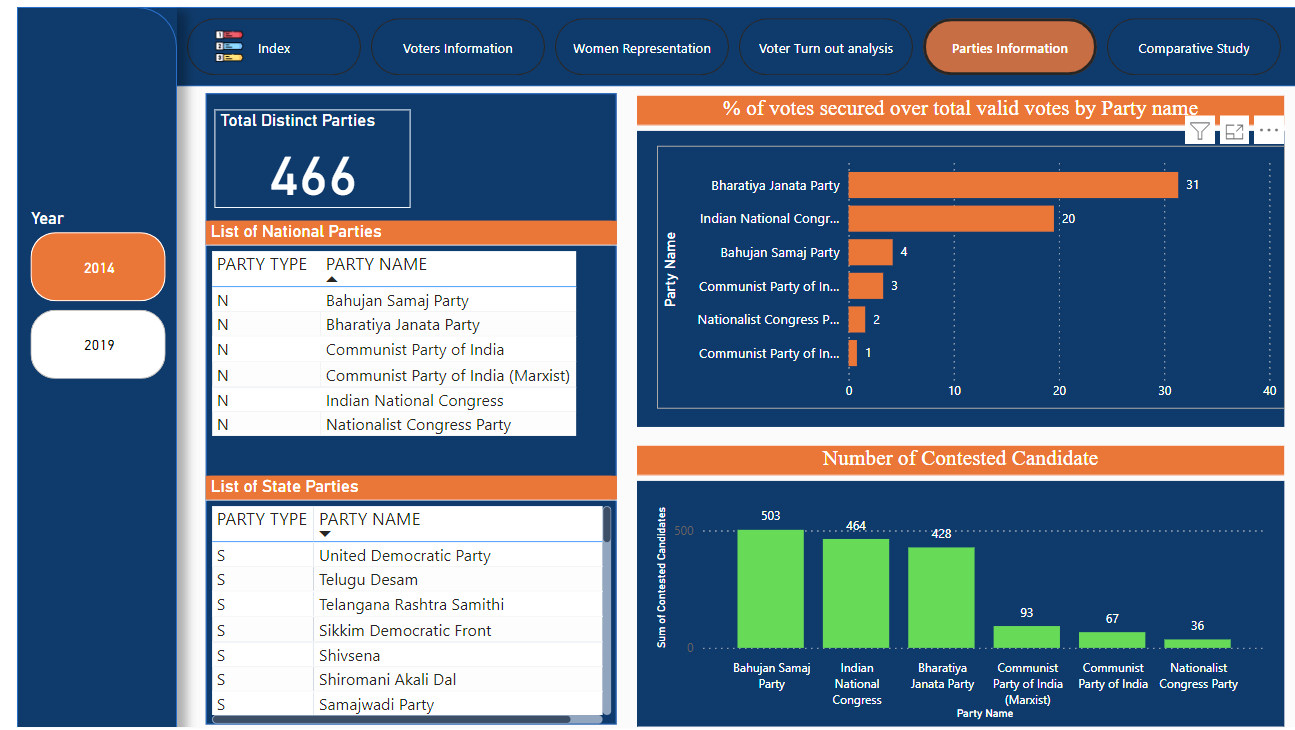 Index
Voters Information
Women Representation
Voter Turn out analysis
Parties Information
Comparative Study
Year
2014
2019
Total Distinct Parties
466
List of National Parties
PARTY TYPE PARTY NAME
N Bahujan Samaj Party
N Bharatiya Janata Party
N Communist Party of India
N Communist Party of India (Marxist)
N Indian National Congress
N Nationalist Congress Party
List of State Parties
PARTY TYPE PARTY NAME
S United Democratic Party
S Telugu Desam
S Telangana Rashtra Samithi
S Sikkim Democratic Front
S Shivsena
S Shiromani Akali Dal
S Samajwadi Party
% of votes secured over total valid votes by Party name
Party Name
Bharatiya Janata Party 31
Indian National Congr... 20
Bahujan Samaj Party 4
Communist Party of In... 3
Nationalist Congress P... 2
Communist Party of In... 1
0 10 20 30 40
Number of Contested Candidate
Sum of Contested Candidates
500
0
503 464 428 93 67 36
Bahujan Samaj Indian Bharatiya Communist Communist Nationalist
Party National Janata Party Party of India Party of India Congress Party
Congress (Marxist)
Party Name